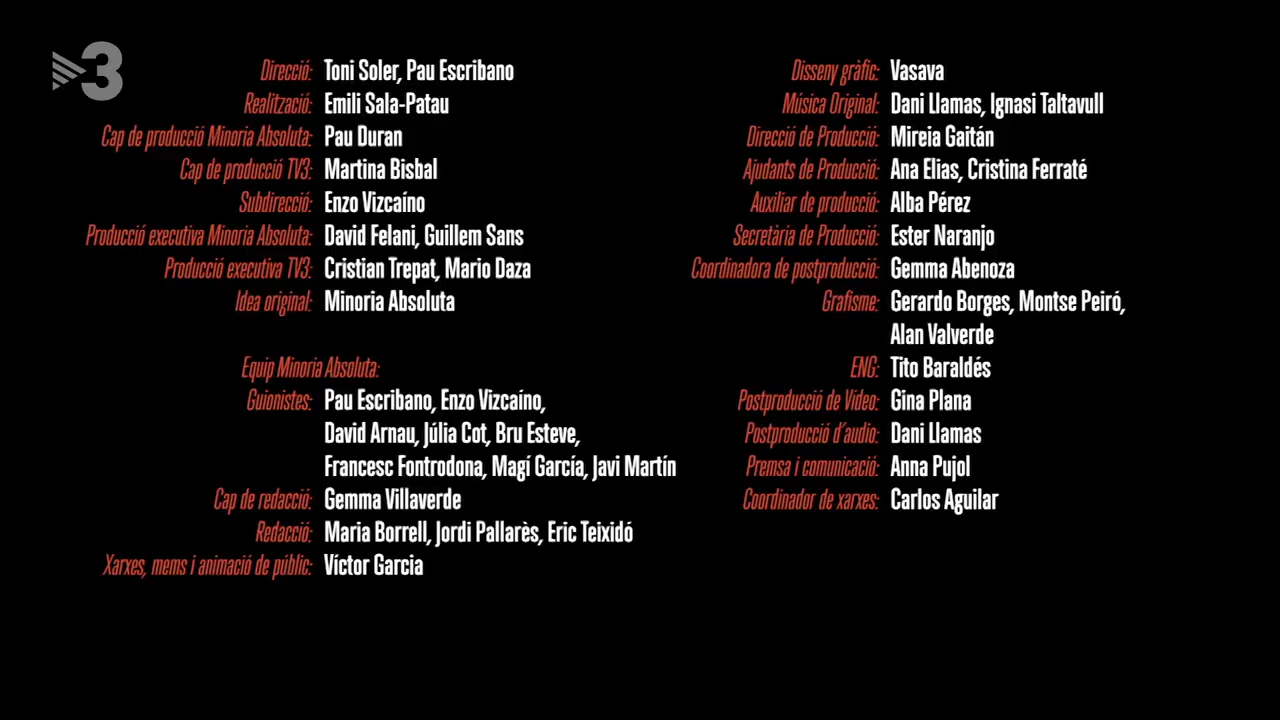 3
Direcció: Toni Soler, Pau Escribano
Realització: Emili Sala-Patau
Cap de producció Minoria Absoluta: Pau Duran
Cap de producció TV3: Martina Bisbal
Subdirecció: Enzo Vizcaíno
Producció executiva Minoria Absoluta: David Felani, Guillem Sans
Producció executiva TV3: Cristian Trepat, Mario Daza
Idea original: Minoria Absoluta
Equip Minoria Absoluta:
Guionistes: Pau Escribano, Enzo Vizcaíno,
David Arnau, Júlia Cot, Bru Esteve,
Francesc Fontrodona, Magí García, Javi Martín
Cap de redacció: Gemma Villaverde
Redacció: Maria Borrell, Jordi Pallarès, Eric Teixidó
Xarxes, mems i animació de públic: Víctor Garcia
Disseny gràfic: Vasava
Música Original: Dani Llamas, Ignasi Taltavull
Direcció de Producció: Mireia Gaitán
Ajudants de Producció: Ana Elias, Cristina Ferraté
Auxiliar de producció: Alba Pérez
Secretària de Producció: Ester Naranjo
Coordinadora de postproducció: Gemma Abenoza
Grafisme: Gerardo Borges, Montse Peiró,
Alan Valverde
ENG: Tito Baraldés
Postproducció de Vídeo: Gina Plana
Postproducció d'audio: Dani Llamas
Premsa i comunicació: Anna Pujol
Coordinador de xarxes: Carlos Aguilar